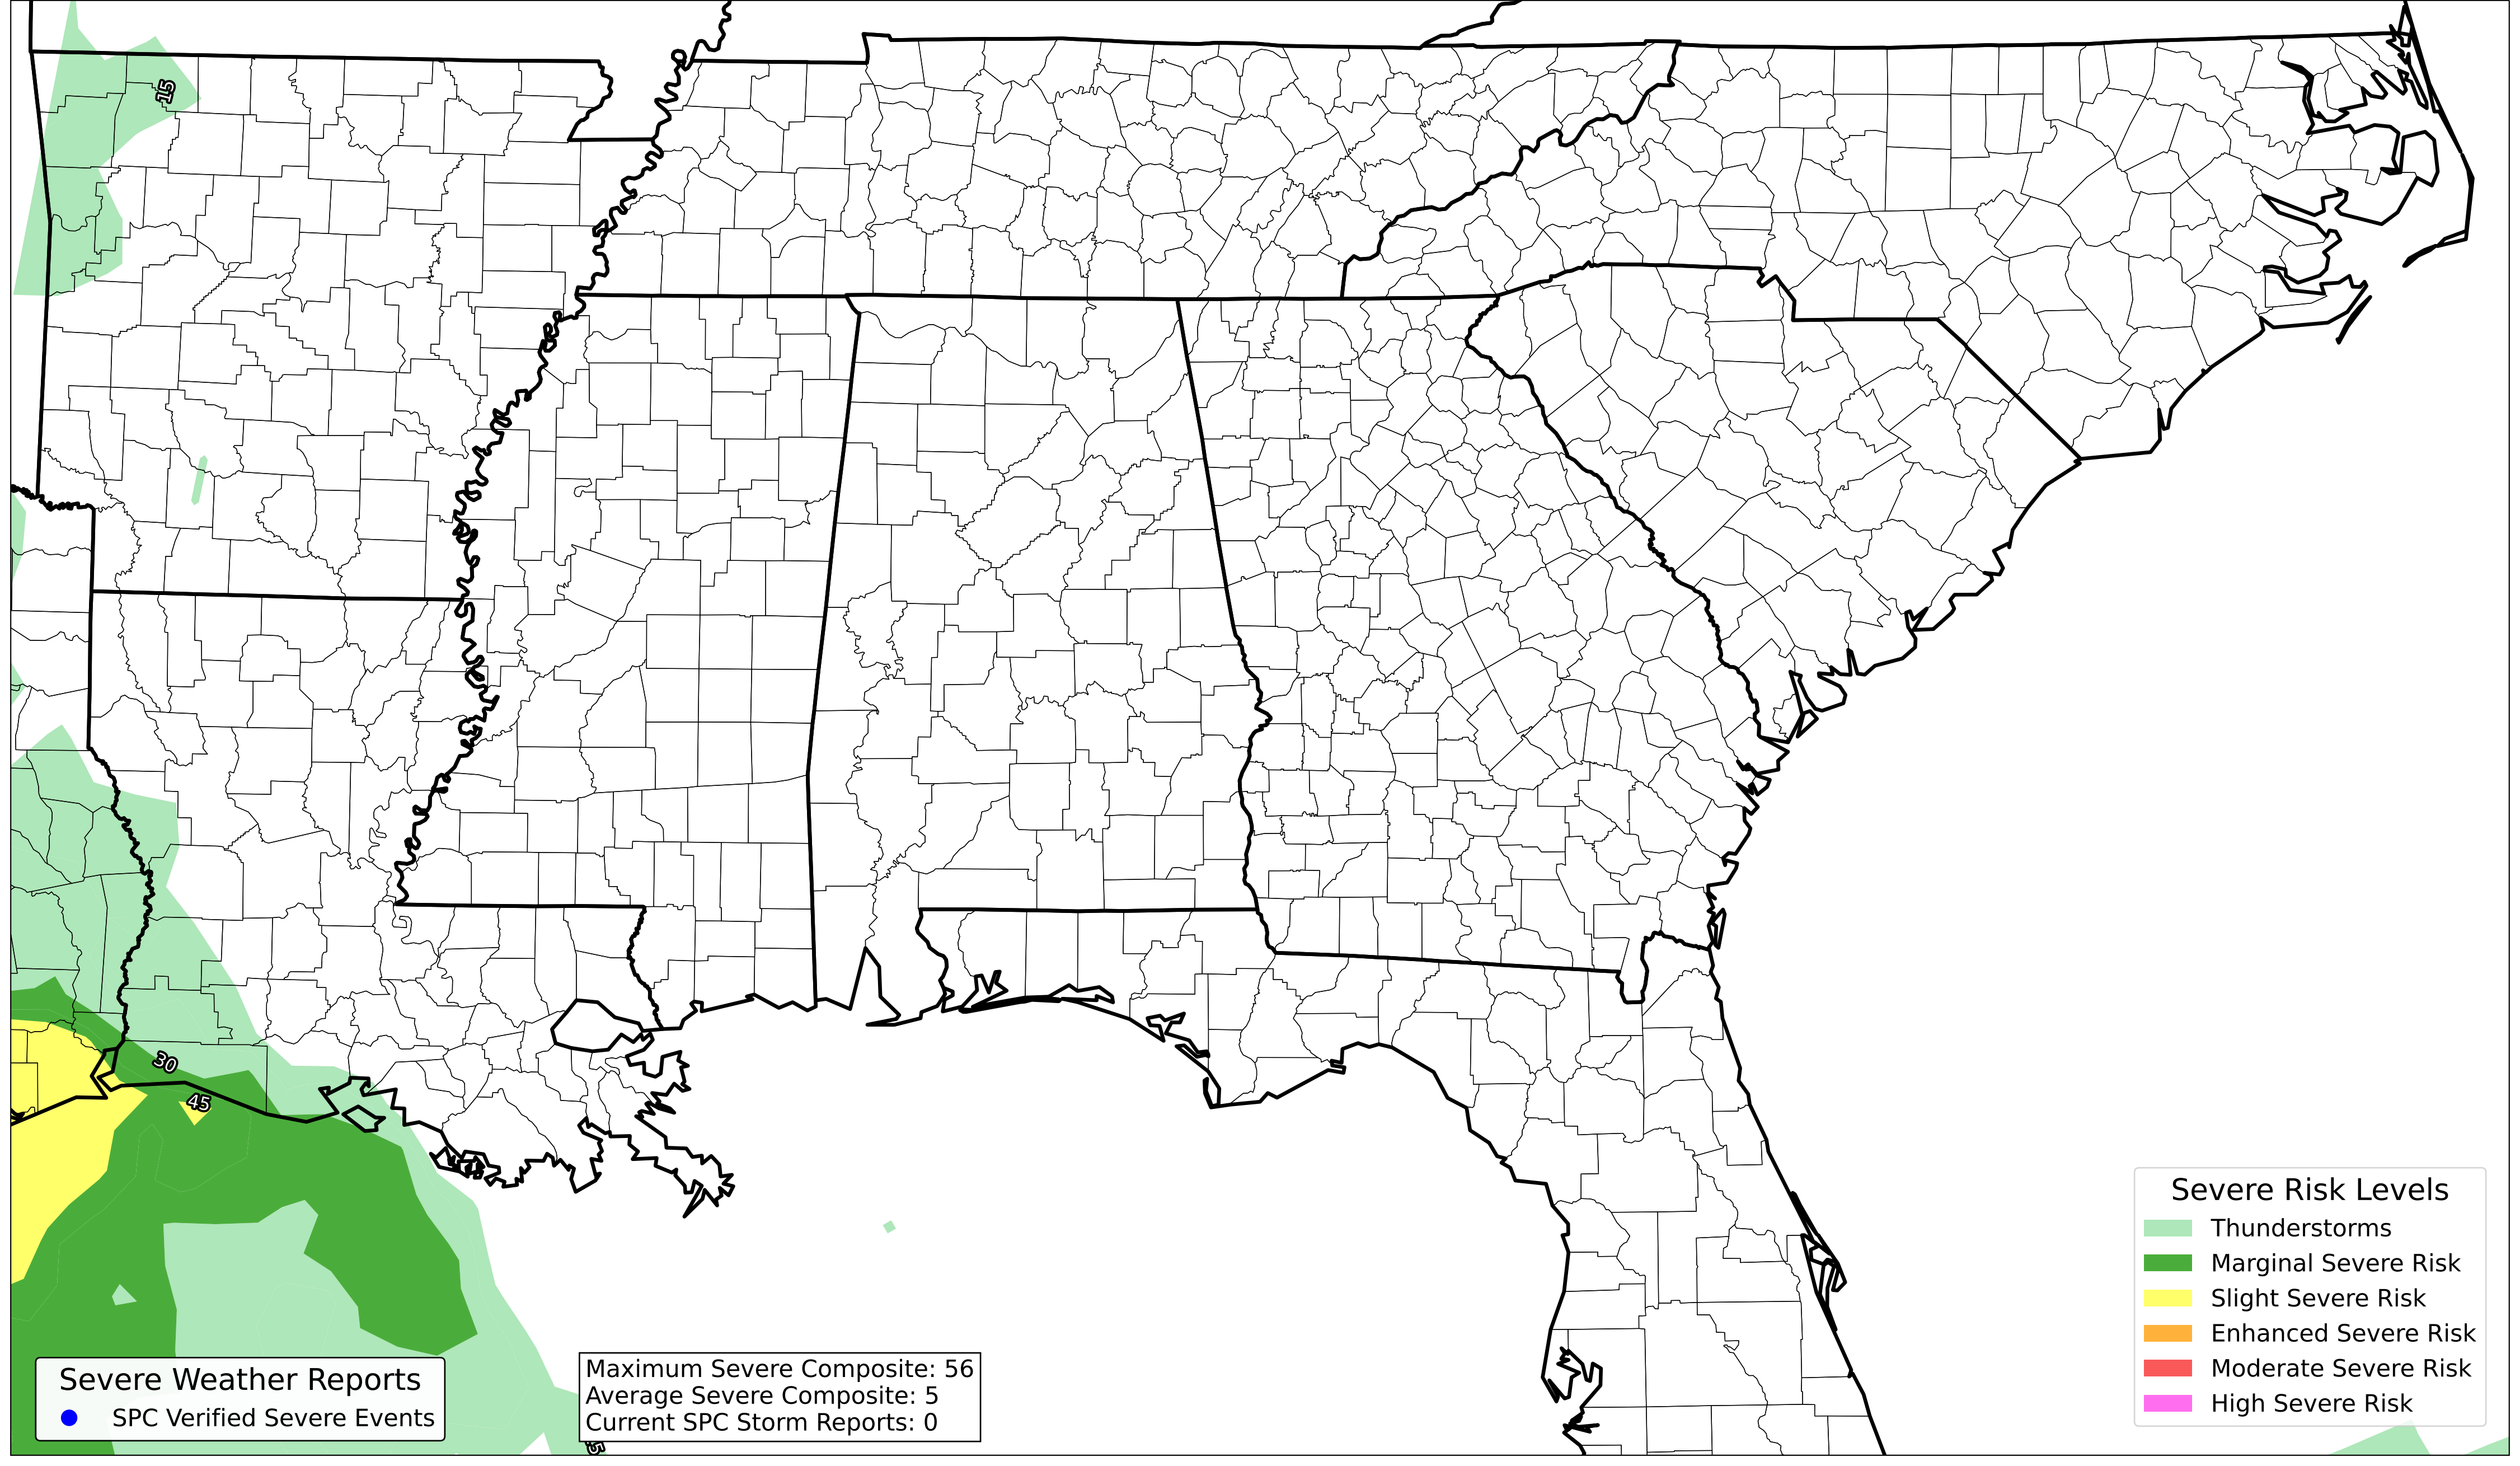 15
30
45
Severe Weather Reports
SPC Verified Severe Events
Maximum Severe Composite: 56
Average Severe Composite: 5
Current SPC Storm Reports: 0
Severe Risk Levels
Thunderstorms
Marginal Severe Risk
Slight Severe Risk
Enhanced Severe Risk
Moderate Severe Risk
High Severe Risk